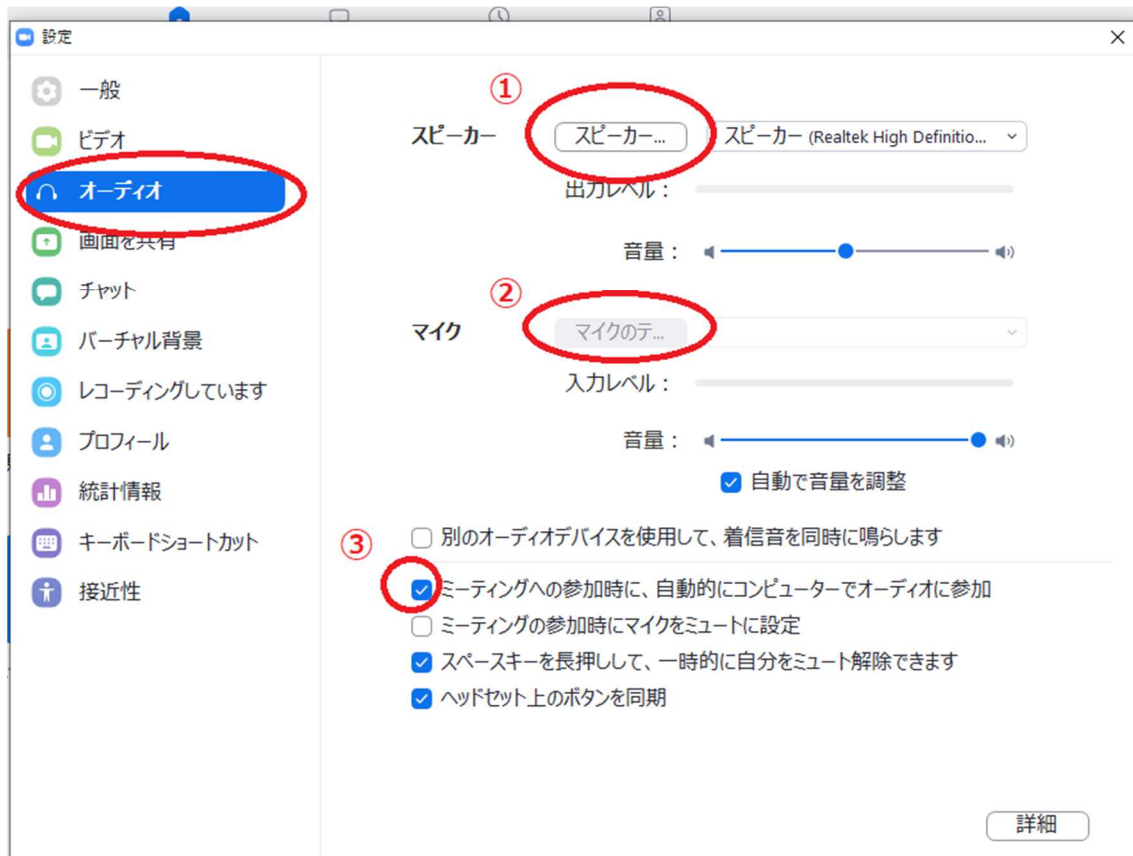 設定
一般
ビデオ
オーディオ
画面を共有
チャット
バーチャル背景
レコーディングしています
プロフィール
統計情報
キーボードショートカット
接近性
①
スピーカー スピーカー... スピーカー (Realtek High Definitio...
出力レベル：
音量：
②
マイク マイクのテ...
入力レベル：
音量：
自動で音量を調整
③
別のオーディオデバイスを使用して、着信音を同時に鳴らします
ミーティングへの参加時に、自動的にコンピューターでオーディオに参加
ミーティングの参加時にマイクをミュートに設定
スペースキーを長押しして、一時的に自分をミュート解除できます
ヘッドセット上のボタンを同期
詳細